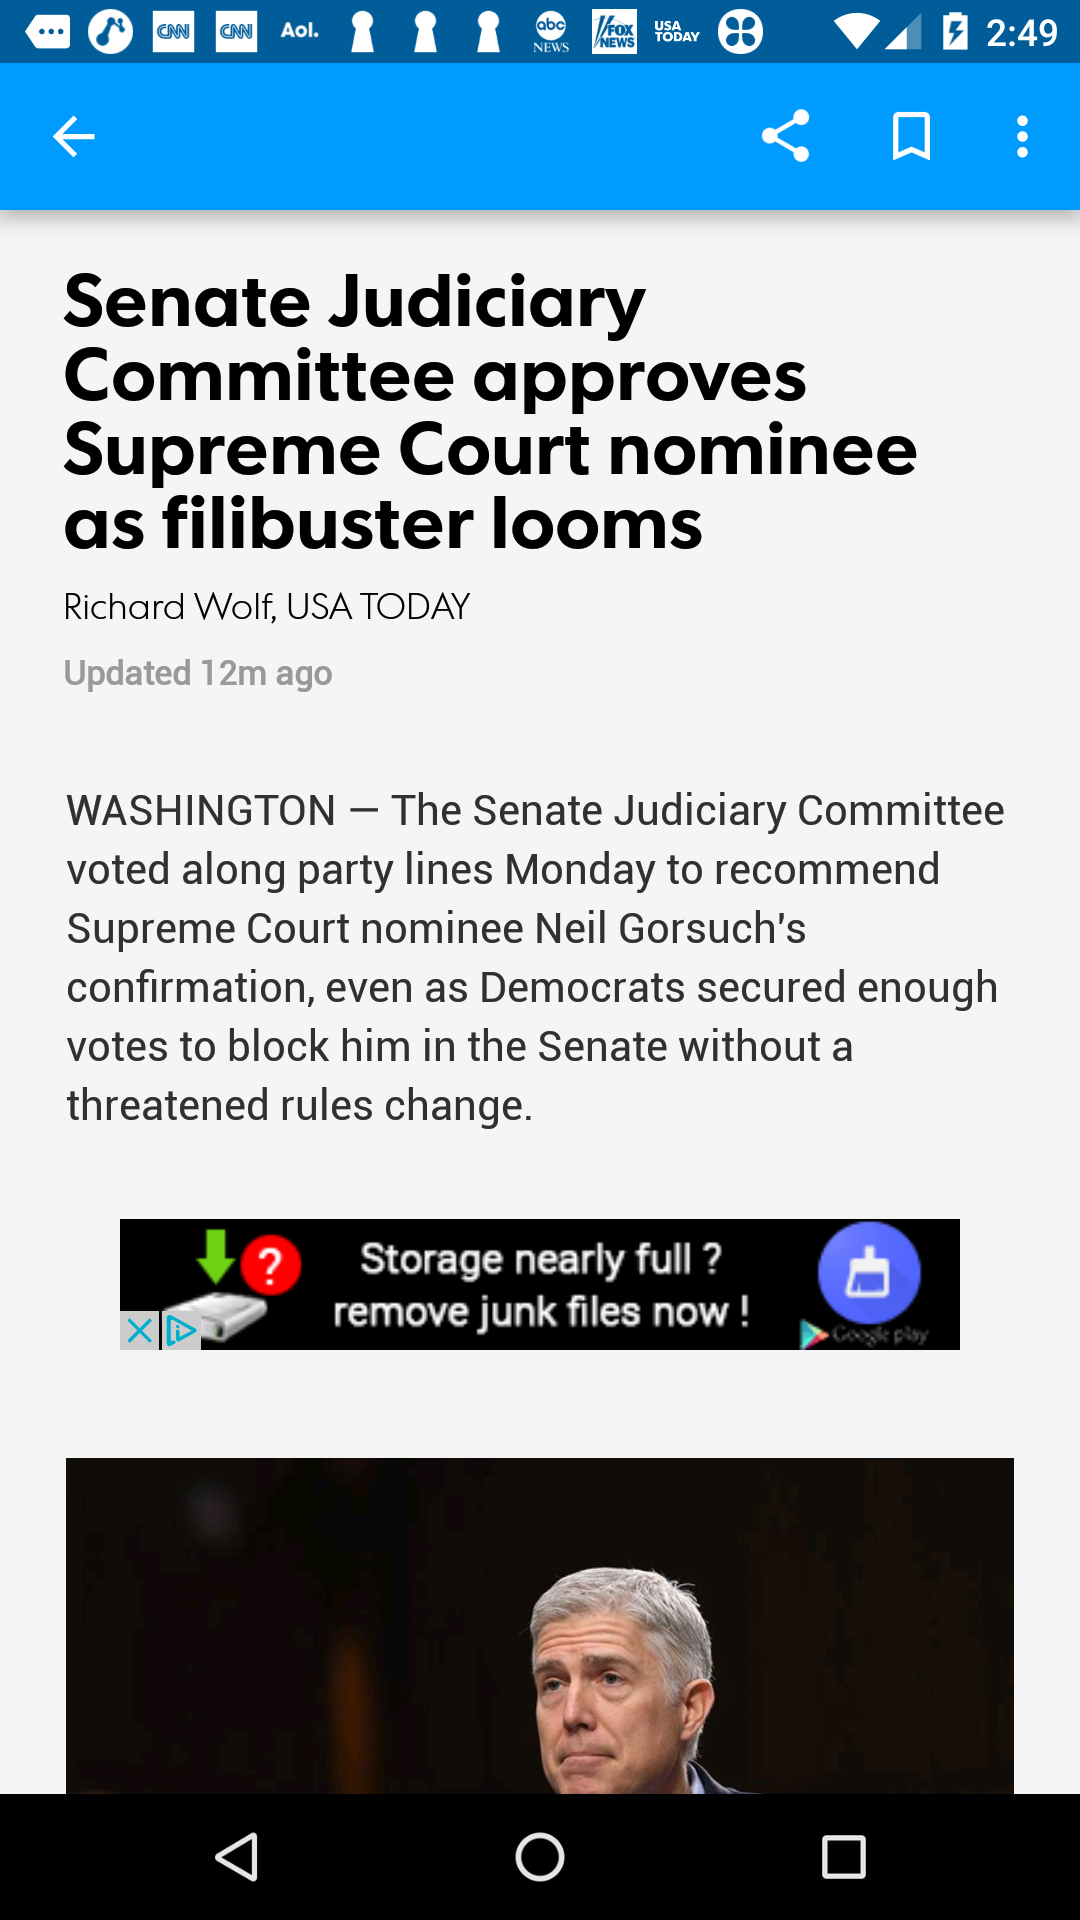 CNN
CNN
Aol.
abc
NEWS
FOX
NEWS
USA
TODAY
2:49
Senate Judiciary
Committee approves
Supreme Court nominee
as filibuster looms
Richard Wolf, USA TODAY
Updated 12m ago
WASHINGTON — The Senate Judiciary Committee
voted along party lines Monday to recommend
Supreme Court nominee Neil Gorsuch's
confirmation, even as Democrats secured enough
votes to block him in the Senate without a
threatened rules change.
?
Storage nearly full ?
remove junk files now !
Google play